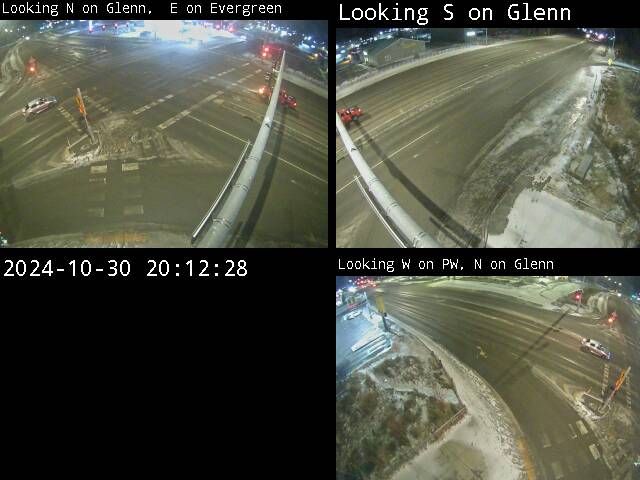 Looking N on Glenn,  E on Evergreen
Looking S on Glenn
2024-10-30 20:12:28
Looking W on PW, N on Glenn